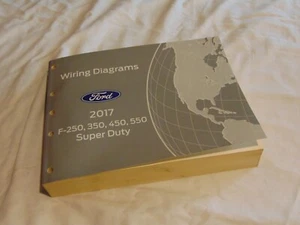 Wiring Diagrams
Ford
2017
F-250, 350, 450, 550
Super Duty